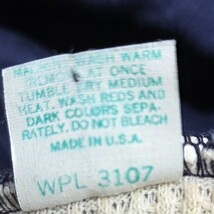 MACHINE WASH WARM
REMOVE AT ONCE
TUMBLE DRY MEDIUM
HEAT. WASH REDS AND
DARK COLORS SEPA-
RATELY. DO NOT BLEACH
MADE IN U.S.A.
WPL 3107